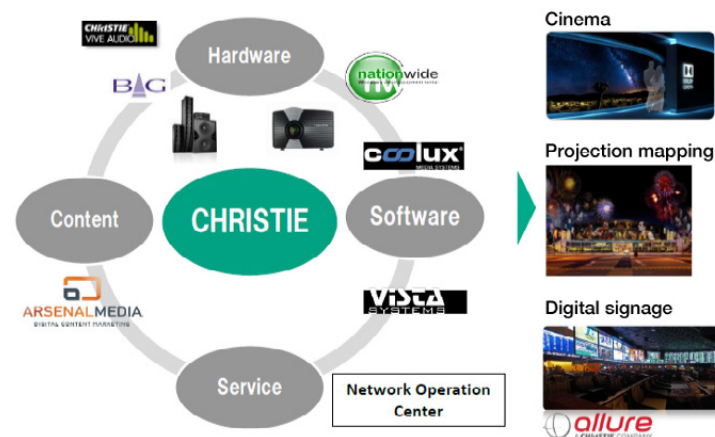 CHRISTIE
VIVE AUDIO
Hardware
Cinema
BAG
nationwide
coolux®
MEDIA SYSTEMS
Projection mapping
Content
CHRISTIE
Software
ARSENALMEDIA
DIGITAL CONTENT MARKETING
VISTA
SYSTEMS
Digital signage
Service
Network Operation
Center
allure
A CHRISTIE COMPANY